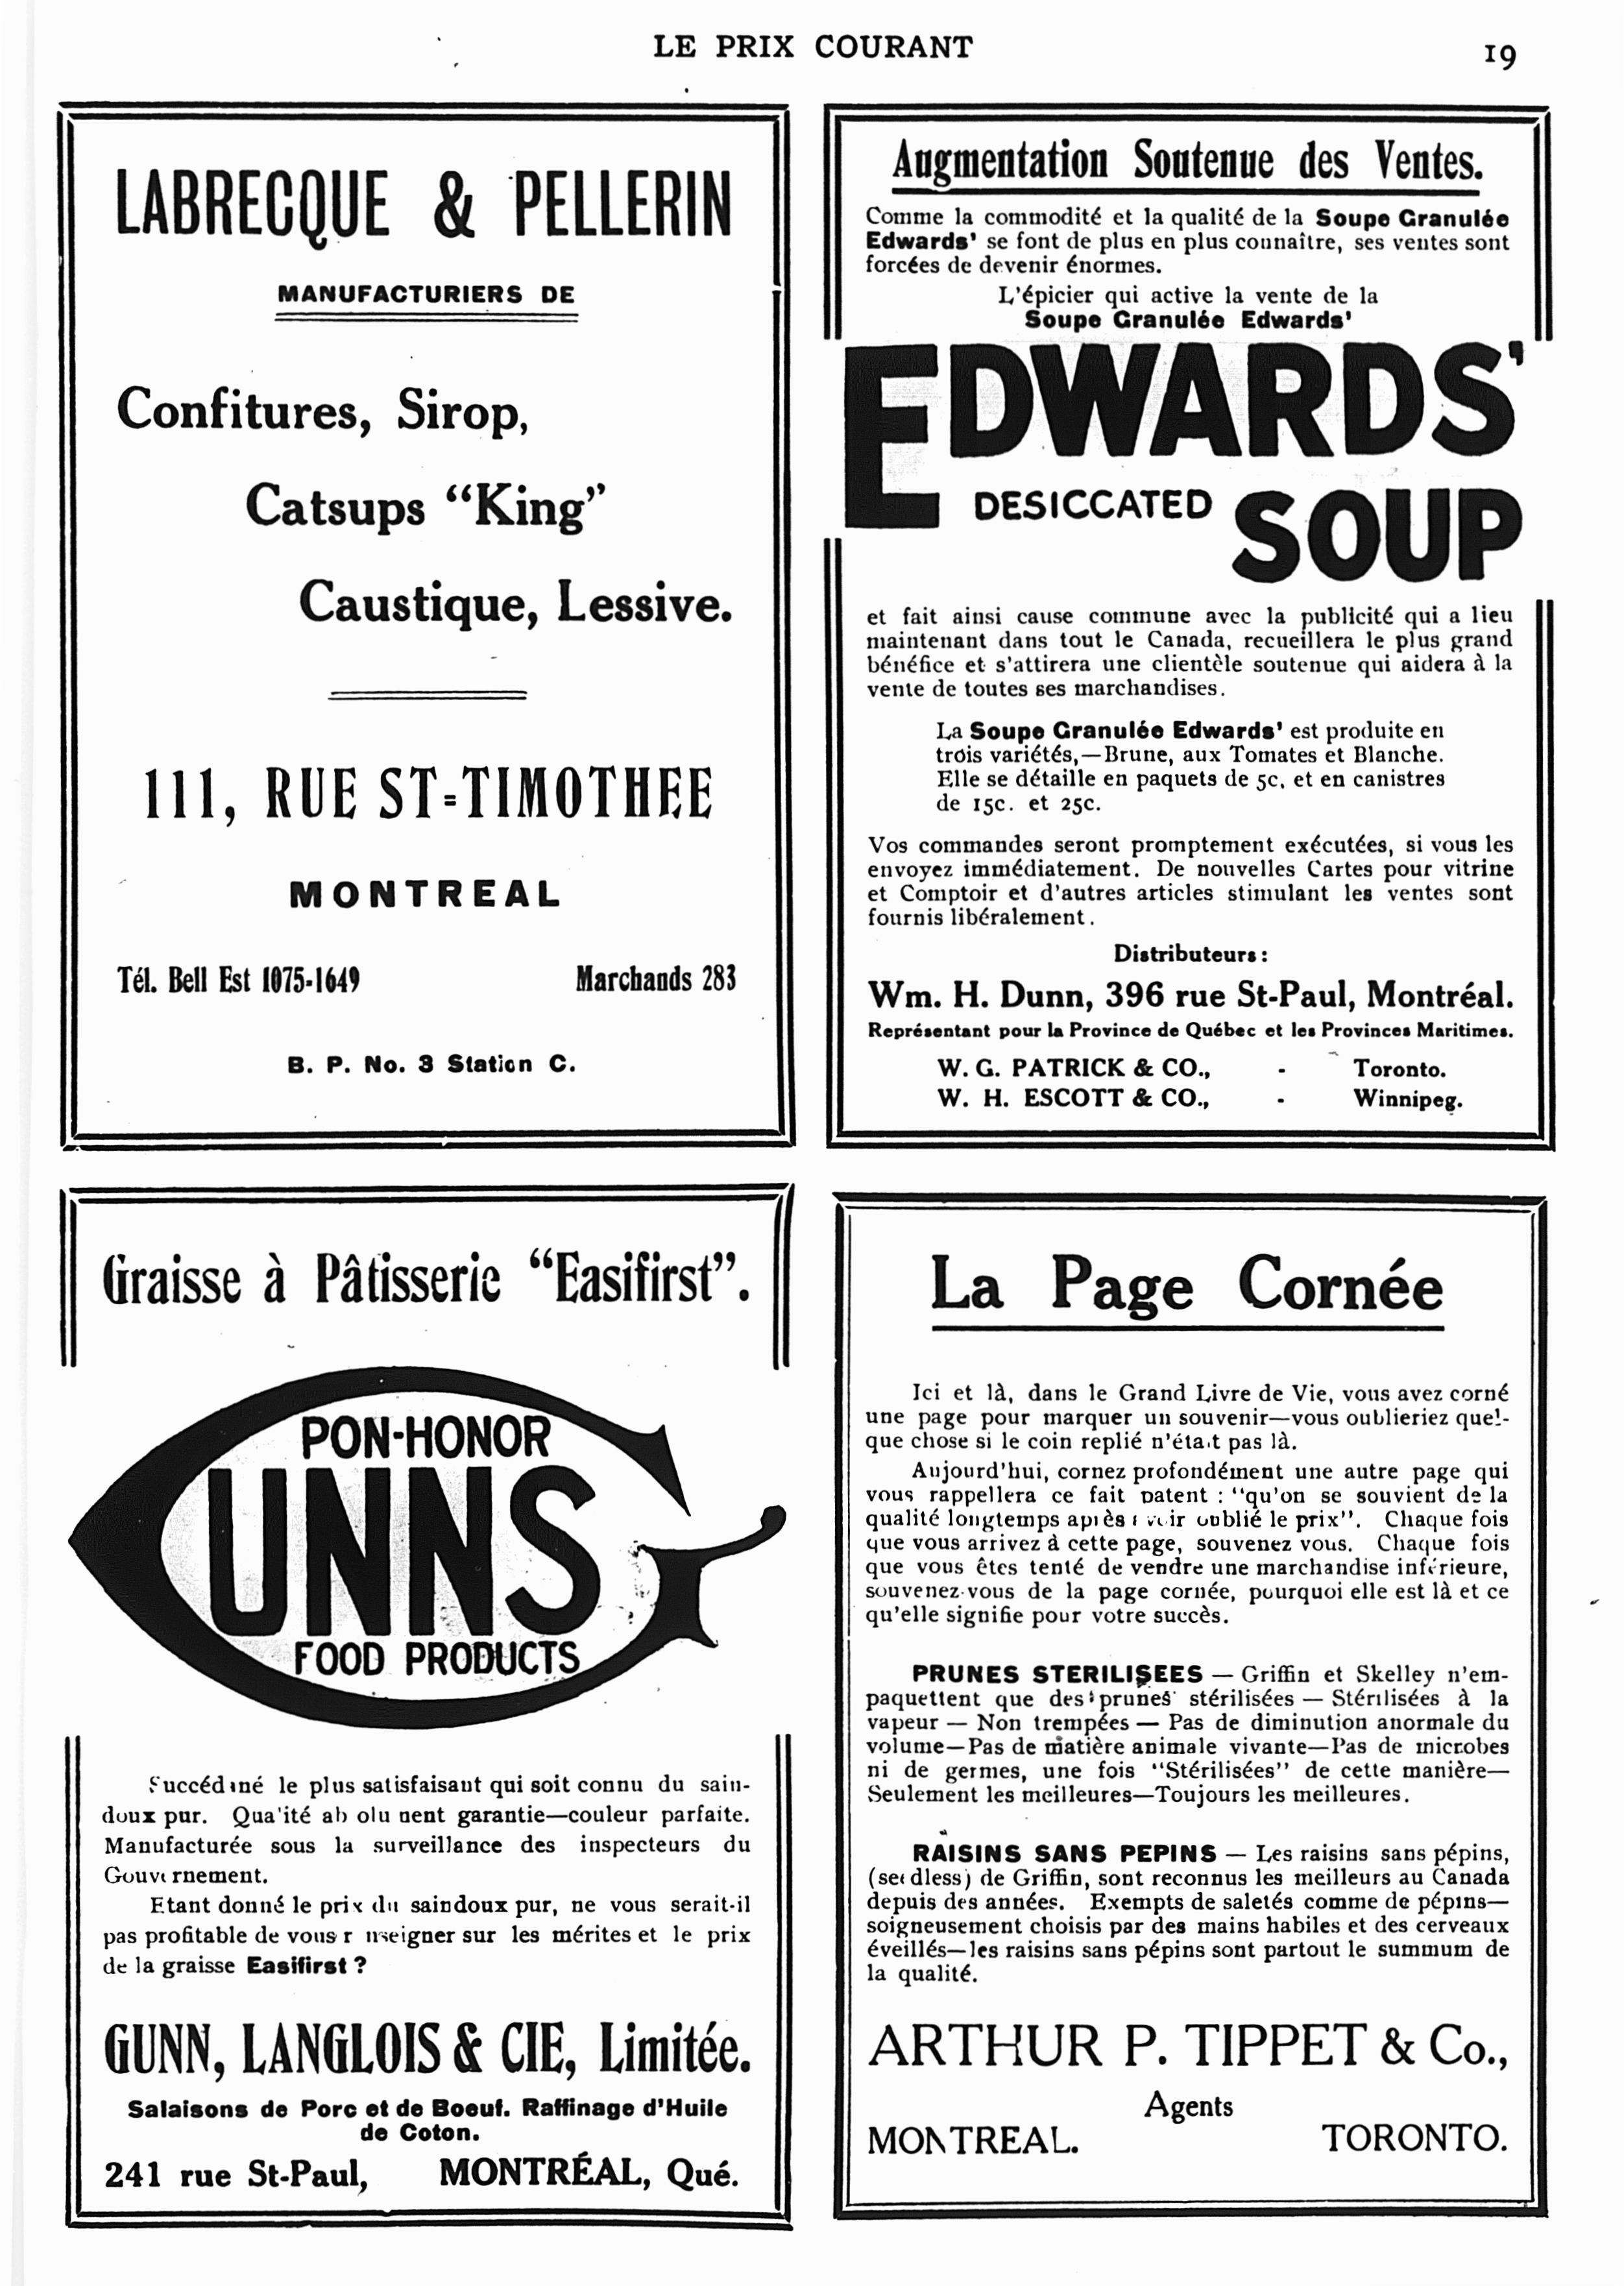 LE PRIX COURANT
19
LABRECQUE & PELLERIN
MANUFACTURIERS DE
Confitures, Sirop,
Catsups “King”
Caustique, Lessive.
111, RUE ST-TIMOTHEE
MONTREAL
Tél. Bell Est 1075-1649 Marchands 283
B. P. No. 3 Station C.
Augmentation Soutenue des Ventes.
Comme la commodité et la qualité de la Soupe Granulée
Edwards' se font de plus en plus connaître, ses ventes sont
forcées de devenir énormes.
L'épicier qui active la vente de la
Soupe Granulée Edwards'
EDWARDS'
DESICCATED SOUP
et fait ainsi cause commune avec la publicité qui a lieu
maintenant dans tout le Canada, recueillera le plus grand
bénéfice et s'attirera une clientèle soutenue qui aidera à la
vente de toutes ses marchandises.
La Soupe Granulée Edwards' est produite en
trois variétés,—Brune, aux Tomates et Blanche.
Elle se détaille en paquets de 5c, et en canistres
de 15c. et 25c.
Vos commandes seront promptement exécutées, si vous les
envoyez immédiatement. De nouvelles Cartes pour vitrine
et Comptoir et d'autres articles stimulant les ventes sont
fournis libéralement.
Distributeurs:
Wm. H. Dunn, 396 rue St-Paul, Montréal.
Représentant pour la Province de Québec et les Provinces Maritimes.
W. G. PATRICK & CO., - Toronto.
W. H. ESCOTT & CO., - Winnipeg.
Graisse à Pâtisserie “Easifirst”.
PON-HONOR
GUNNS
FOOD PRODUCTS
Succédané le plus satisfaisant qui soit connu du sain-
doux pur. Qualité absolument garantie—couleur parfaite.
Manufacturée sous la surveillance des inspecteurs du
Gouvernement.
Etant donné le prix du saindoux pur, ne vous serait-il
pas profitable de vous renseigner sur les mérites et le prix
de la graisse Easifirst ?
GUNN, LANGLOIS & CIE, Limitée.
Salaisons de Porc et de Boeuf. Raffinage d'Huile
de Coton.
241 rue St-Paul, MONTRÉAL, Qué.
La Page Cornée
Ici et là, dans le Grand Livre de Vie, vous avez corné
une page pour marquer un souvenir—vous oublieriez quel-
que chose si le coin replié n'était pas là.
Aujourd'hui, cornez profondément une autre page qui
vous rappellera ce fait patent : “qu'on se souvient de la
qualité longtemps après avoir oublié le prix”. Chaque fois
que vous arrivez à cette page, souvenez vous. Chaque fois
que vous êtes tenté de vendre une marchandise inférieure,
souvenez-vous de la page cornée, pourquoi elle est là et ce
qu'elle signifie pour votre succès.
PRUNES STERILISEES — Griffin et Skelley n'em-
paquettent que des prunes stérilisées — Stérilisées à la
vapeur — Non trempées — Pas de diminution anormale du
volume—Pas de matière animale vivante—Pas de microbes
ni de germes, une fois “Stérilisées” de cette manière—
Seulement les meilleures—Toujours les meilleures.
RAISINS SANS PEPINS — Les raisins sans pépins,
(seedless) de Griffin, sont reconnus les meilleurs au Canada
depuis des années. Exempts de saletés comme de pépins—
soigneusement choisis par des mains habiles et des cerveaux
éveillés—les raisins sans pépins sont partout le summum de
la qualité.
ARTHUR P. TIPPET & Co.,
Agents
MONTREAL. TORONTO.